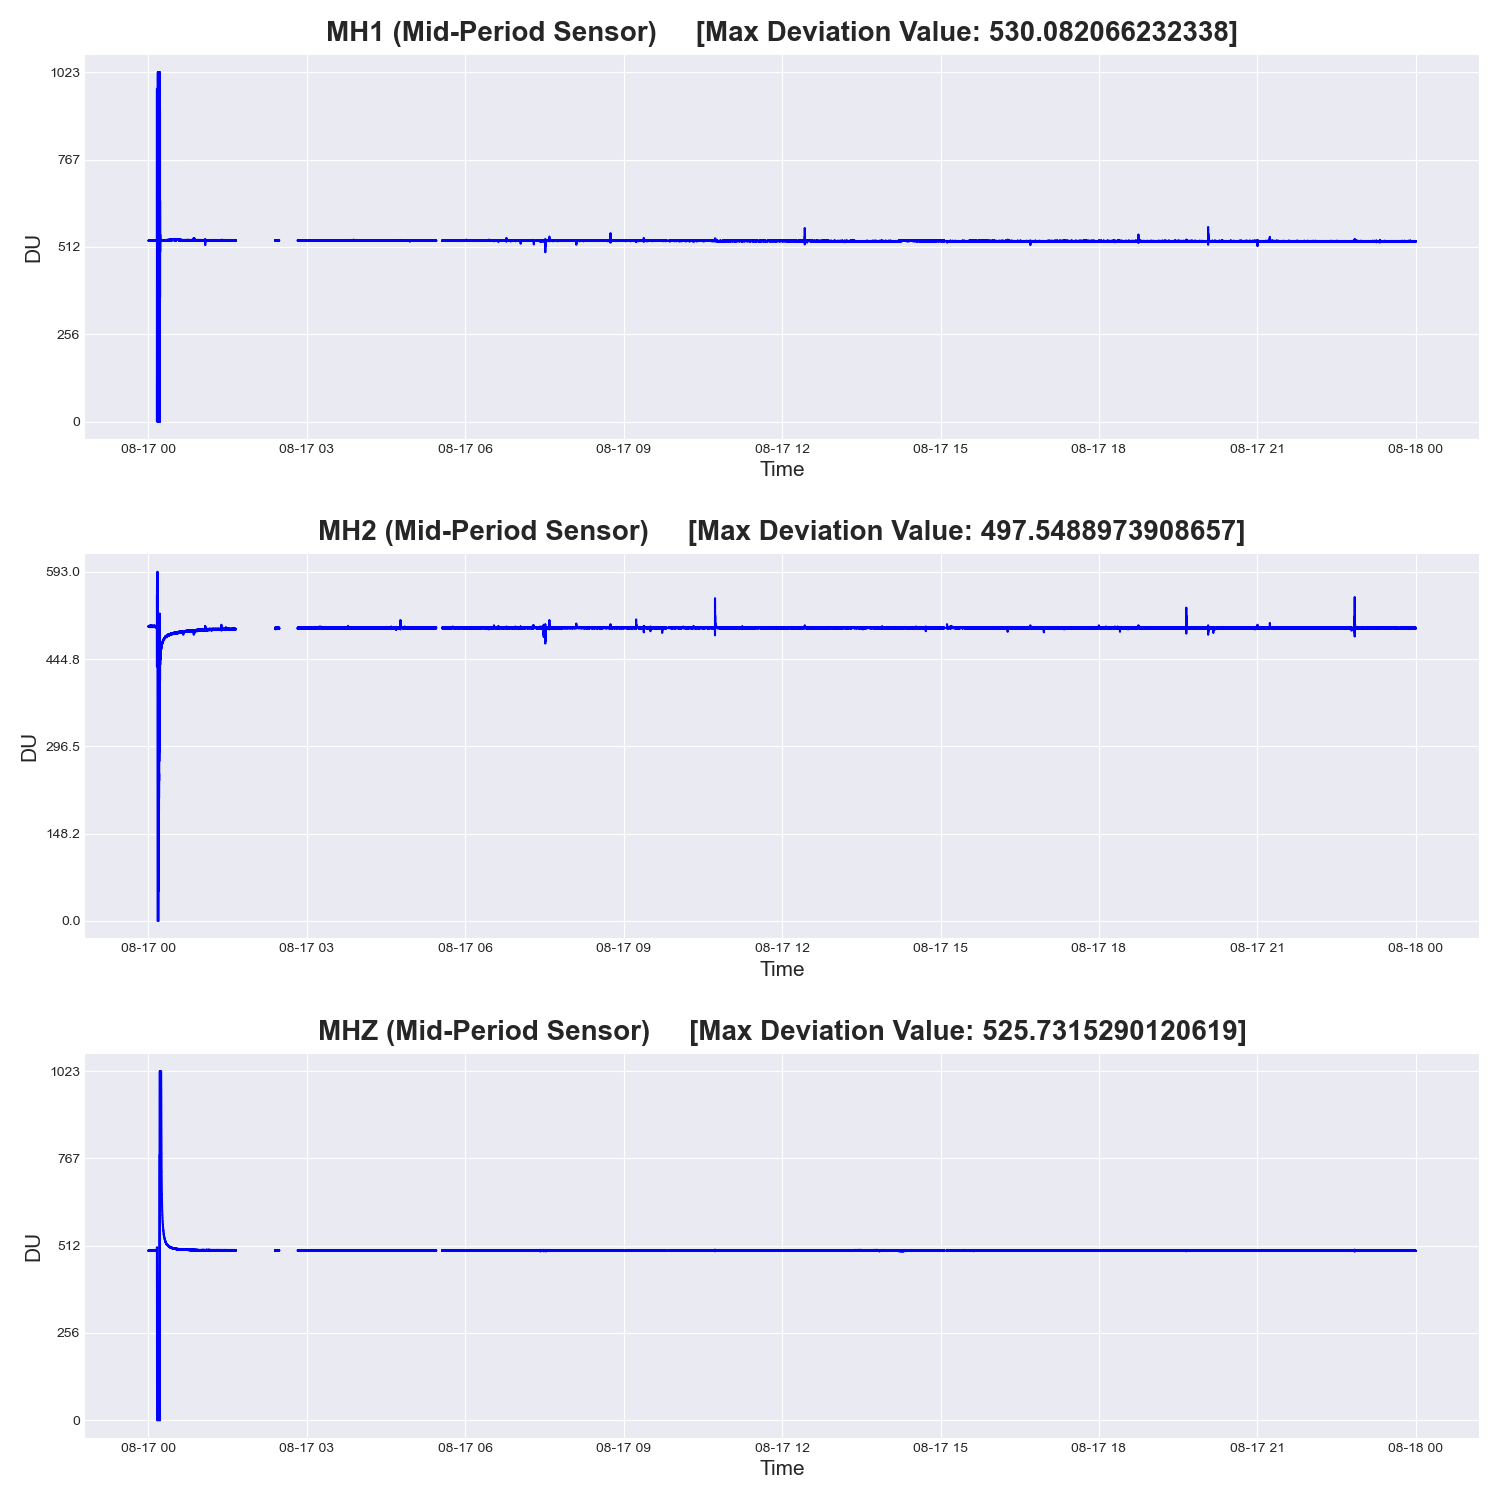 MH1 (Mid-Period Sensor) [Max Deviation Value: 530.082066232338]
1023
767
512
256
0
DU
08-17 00 08-17 03 08-17 06 08-17 09 08-17 12 08-17 15 08-17 18 08-17 21 08-18 00
Time
MH2 (Mid-Period Sensor) [Max Deviation Value: 497.5489973908657]
593.0
444.8
296.5
148.2
0.0
DU
08-17 00 08-17 03 08-17 06 08-17 09 08-17 12 08-17 15 08-17 18 08-17 21 08-18 00
Time
MHZ (Mid-Period Sensor) [Max Deviation Value: 525.7315290120619]
1023
767
512
256
0
DU
08-17 00 08-17 03 08-17 06 08-17 09 08-17 12 08-17 15 08-17 18 08-17 21 08-18 00
Time